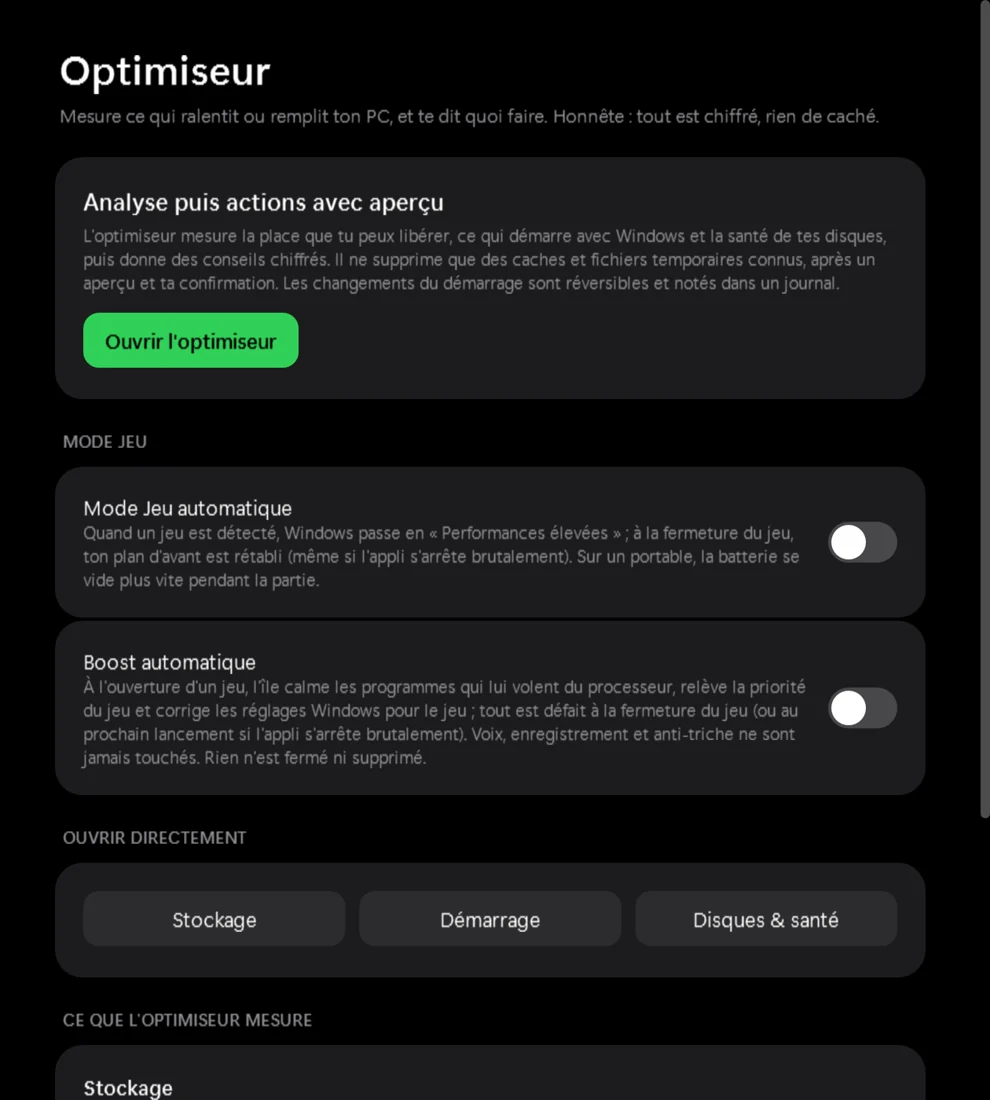 Optimiseur
Mesure ce qui ralentit ou remplit ton PC, et te dit quoi faire. Honnête : tout est chiffré, rien de caché.
Analyse puis actions avec aperçu
L'optimiseur mesure la place que tu peux libérer, ce qui démarre avec Windows et la santé de tes disques,
puis donne des conseils chiffrés. Il ne supprime que des caches et fichiers temporaires connus, après un
aperçu et ta confirmation. Les changements du démarrage sont réversibles et notés dans un journal.
Ouvrir l'optimiseur
MODE JEU
Mode Jeu automatique
Quand un jeu est détecté, Windows passe en « Performances élevées » ; à la fermeture du jeu,
ton plan d'avant est rétabli (même si l'appli s'arrête brutalement). Sur un portable, la batterie se
vide plus vite pendant la partie.
Boost automatique
À l'ouverture d'un jeu, l'île calme les programmes qui lui volent du processeur, relève la priorité
du jeu et corrige les réglages Windows pour le jeu ; tout est défait à la fermeture du jeu (ou au
prochain lancement si l'appli s'arrête brutalement). Voix, enregistrement et anti-triche ne sont
jamais touchés. Rien n'est fermé ni supprimé.
OUVRIR DIRECTEMENT
Stockage
Démarrage
Disques & santé
CE QUE L'OPTIMISEUR MESURE
Stockage